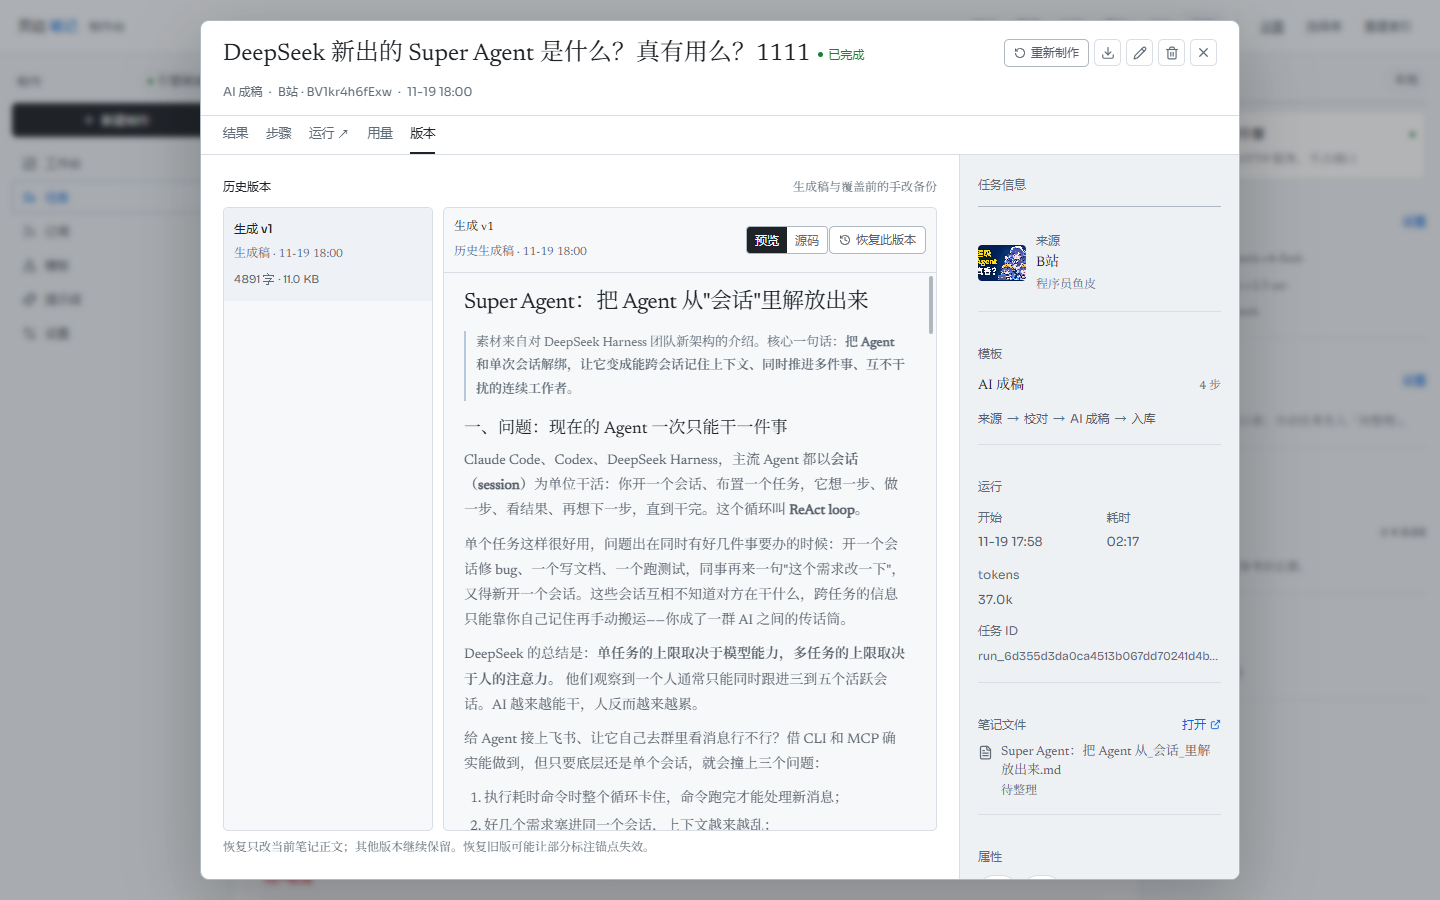 DeepSeek 新出的 Super Agent 是什么？真有用么？1111 已完成
重新制作
AI 成稿 · B站 · BV1kr4h6fExw · 11-19 18:00
结果 步骤 运行 ↗ 用量 版本
历史版本
生成稿与覆盖前的手改备份
生成 v1
生成稿 · 11-19 18:00
4891 字 · 11.0 KB
生成 v1
历史生成稿 · 11-19 18:00
预览 源码 恢复此版本
Super Agent：把 Agent 从"会话"里解放出来
素材来自对 DeepSeek Harness 团队新架构的介绍。核心一句话：把 Agent
和单次会话解绑，让它变成能跨会话记住上下文、同时推进多件事、互不干
扰的连续工作者。
一、问题：现在的 Agent 一次只能干一件事
Claude Code、Codex、DeepSeek Harness，主流 Agent 都以会话
（session）为单位干活：你开一个会话、布置一个任务，它想一步、做
一步、看结果、再想下一步，直到干完。这个循环叫 ReAct loop。
单个任务这样很好用，问题出在同时有好几件事要办的时候：开一个会
话修 bug、一个写文档、一个跑测试，同事再来一句"这个需求改一下"，
又得新开一个会话。这些会话互相不知道对方在干什么，跨任务的信息
只能靠你自己记住再手动搬运——你成了一群 AI 之间的传话筒。
DeepSeek 的总结是：单任务的上限取决于模型能力，多任务的上限取决
于人的注意力。他们观察到一个人通常只能同时跟进三到五个活跃会
话。AI 越来越能干，人反而越来越累。
给 Agent 接上飞书、让它自己去群里看消息行不行？借 CLI 和 MCP 确
实能做到，但只要底层还是单个会话，就会撞上三个问题：
1. 执行耗时命令时整个循环卡住，命令跑完才能处理新消息；
2. 好几个需求塞进同一个会话，上下文越来越乱；
恢复只改当前笔记正文；其他版本继续保留。恢复旧版可能让部分标注锚点失效。
任务信息
来源
B站
程序员鱼皮
模板
AI 成稿 4 步
来源 → 校对 → AI 成稿 → 入库
运行
开始 耗时
11-19 17:58 02:17
tokens
37.0k
任务 ID
run_6d355d3da0ca4513b067dd70241d4b...
笔记文件 打开
Super Agent：把 Agent 从_会话_里解
放出来.md
待整理
属性